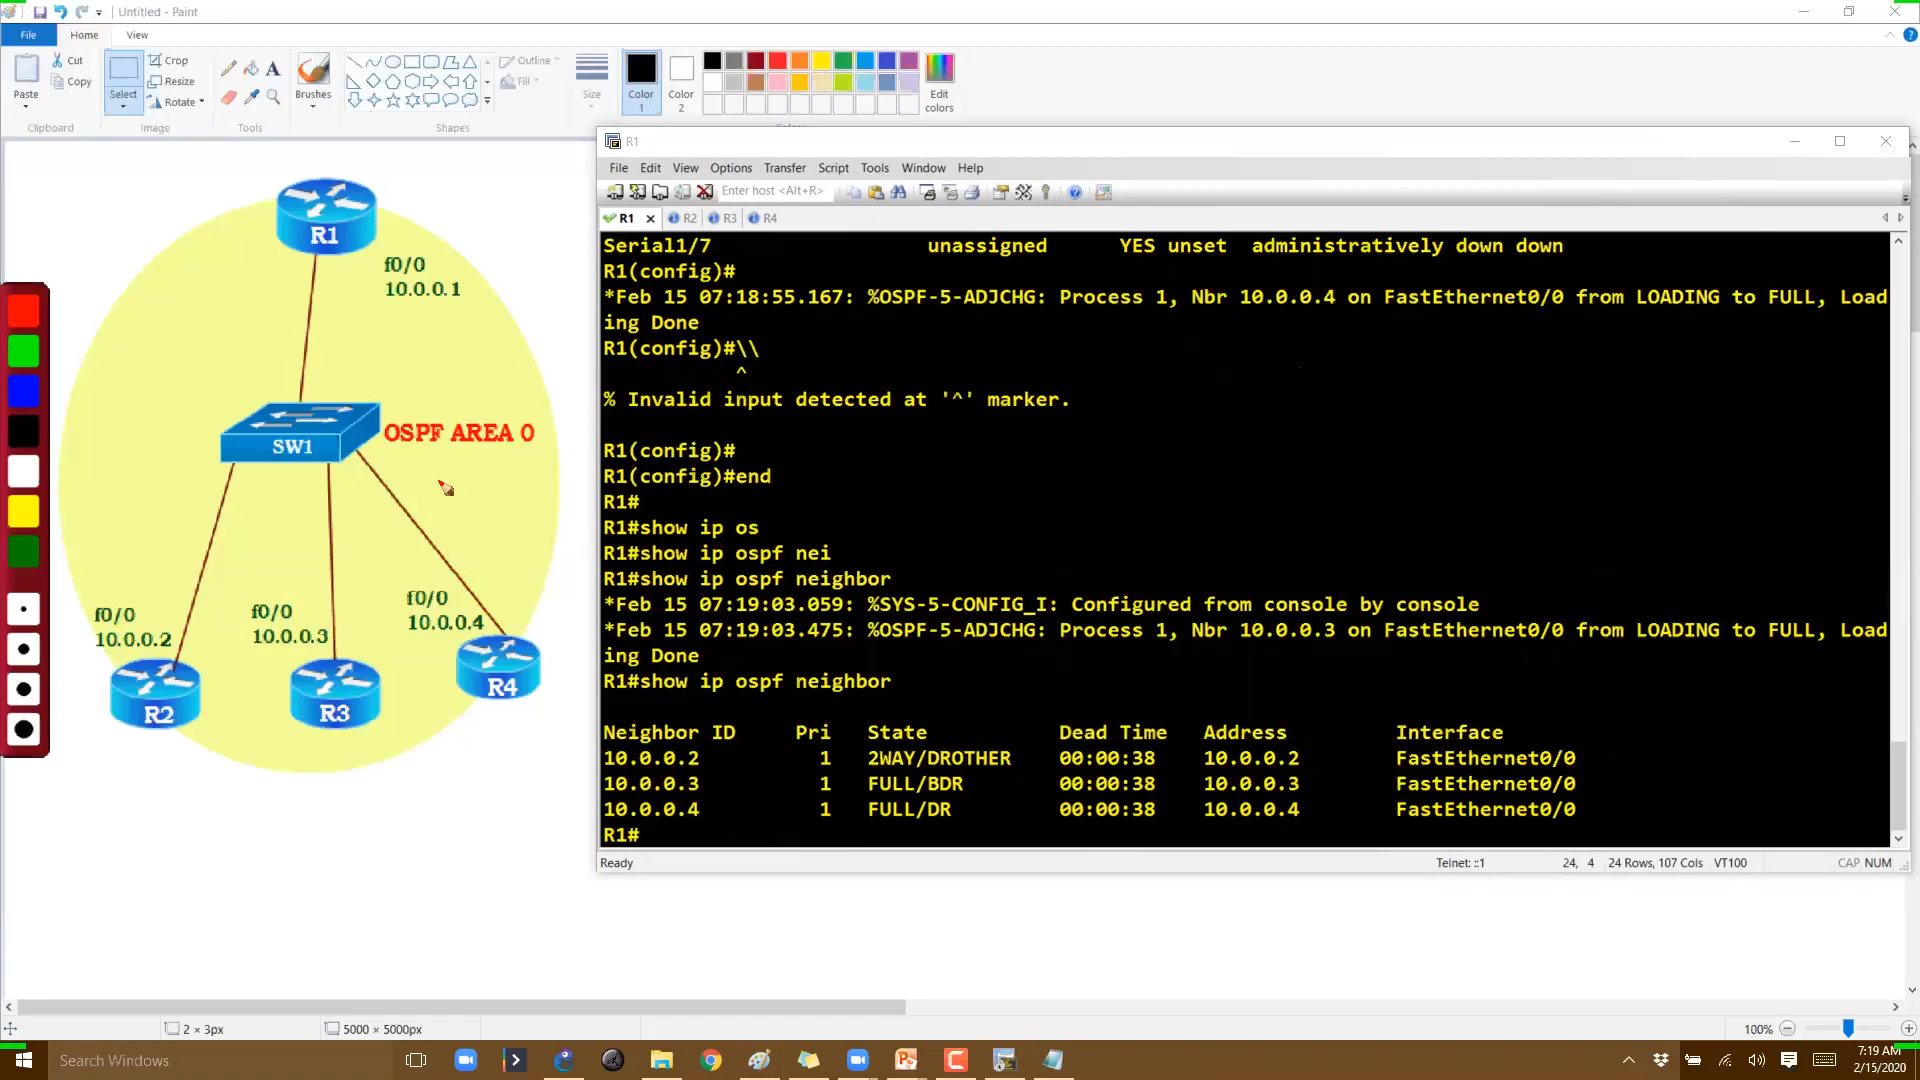 Untitled - Paint
File Home View
Paste
Cut
Copy
Clipboard
Select
Crop
Resize
Rotate
Image
Tools
Brushes
Shapes
Outline
Fill
Size
Color 1
Color 2
Edit colors
R1
File Edit View Options Transfer Script Tools Window Help
Enter host <Alt+R>
R1 R2 R3 R4
Serial1/7 unassigned YES unset administratively down down
R1(config)#
*Feb 15 07:18:55.167: %OSPF-5-ADJCHG: Process 1, Nbr 10.0.0.4 on FastEthernet0/0 from LOADING to FULL, Load
ing Done
R1(config)#\\
^
% Invalid input detected at '^' marker.
R1(config)#
R1(config)#end
R1#
R1#show ip os
R1#show ip ospf nei
R1#show ip ospf neighbor
*Feb 15 07:19:03.059: %SYS-5-CONFIG_I: Configured from console by console
*Feb 15 07:19:03.475: %OSPF-5-ADJCHG: Process 1, Nbr 10.0.0.3 on FastEthernet0/0 from LOADING to FULL, Load
ing Done
R1#show ip ospf neighbor
Neighbor ID Pri State Dead Time Address Interface
10.0.0.2 1 2WAY/DROTHER 00:00:38 10.0.0.2 FastEthernet0/0
10.0.0.3 1 FULL/BDR 00:00:38 10.0.0.3 FastEthernet0/0
10.0.0.4 1 FULL/DR 00:00:38 10.0.0.4 FastEthernet0/0
R1#
Ready Telnet: ::1 24, 4 24 Rows, 107 Cols VT100 CAP NUM
R1
f0/0
10.0.0.1
SW1
OSPF AREA 0
f0/0
10.0.0.2
f0/0
10.0.0.3
f0/0
10.0.0.4
R2
R3
R4
2 × 3px 5000 × 5000px 100%
Search Windows
7:19 AM
2/15/2020